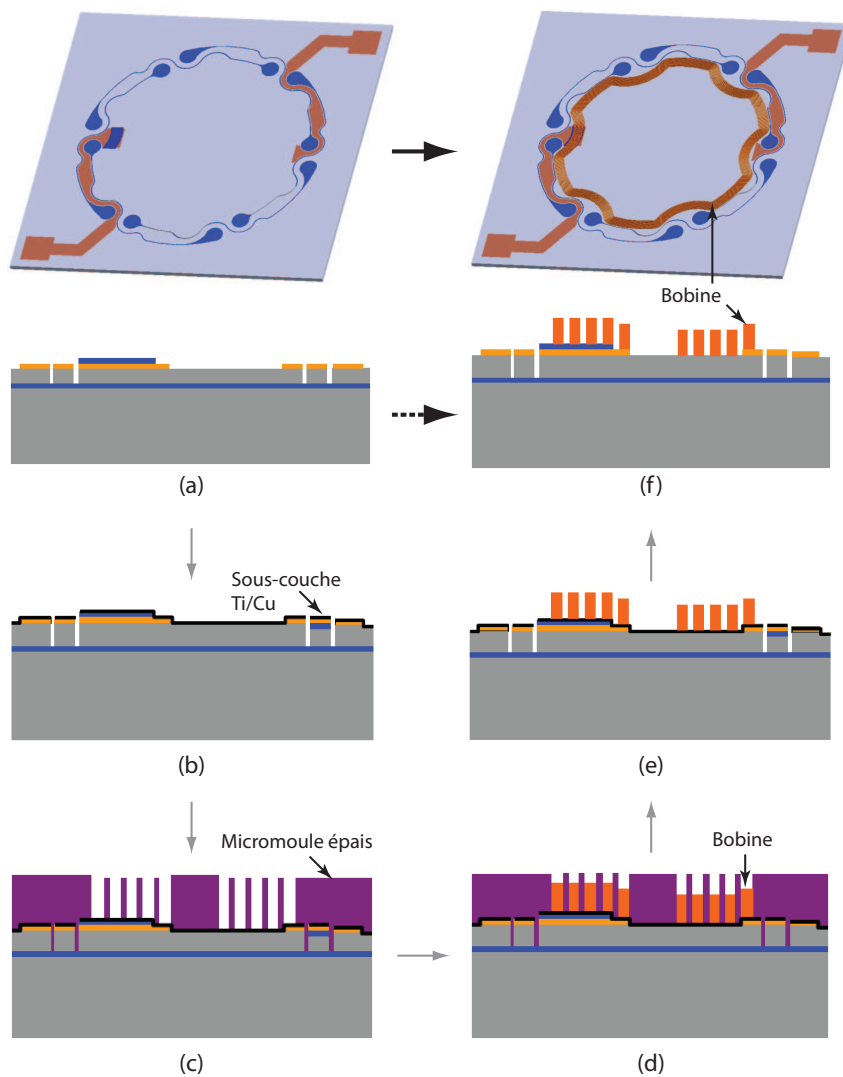 Bobine
(a)
(f)
Sous-couche
Ti/Cu
(b)
(e)
Micromoule épais
Bobine
(c)
(d)